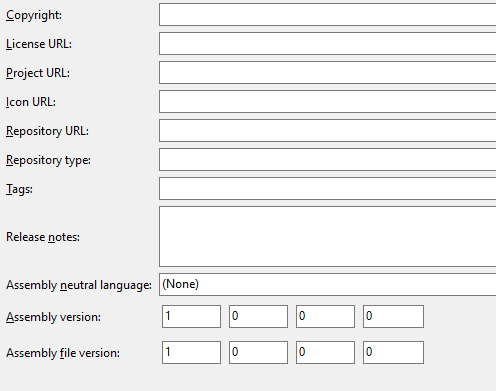 Copyright:
License URL:
Project URL:
Icon URL:
Repository URL:
Repository type:
Tags:
Release notes:
Assembly neutral language: (None)
Assembly version: 1 0 0 0
Assembly file version: 1 0 0 0